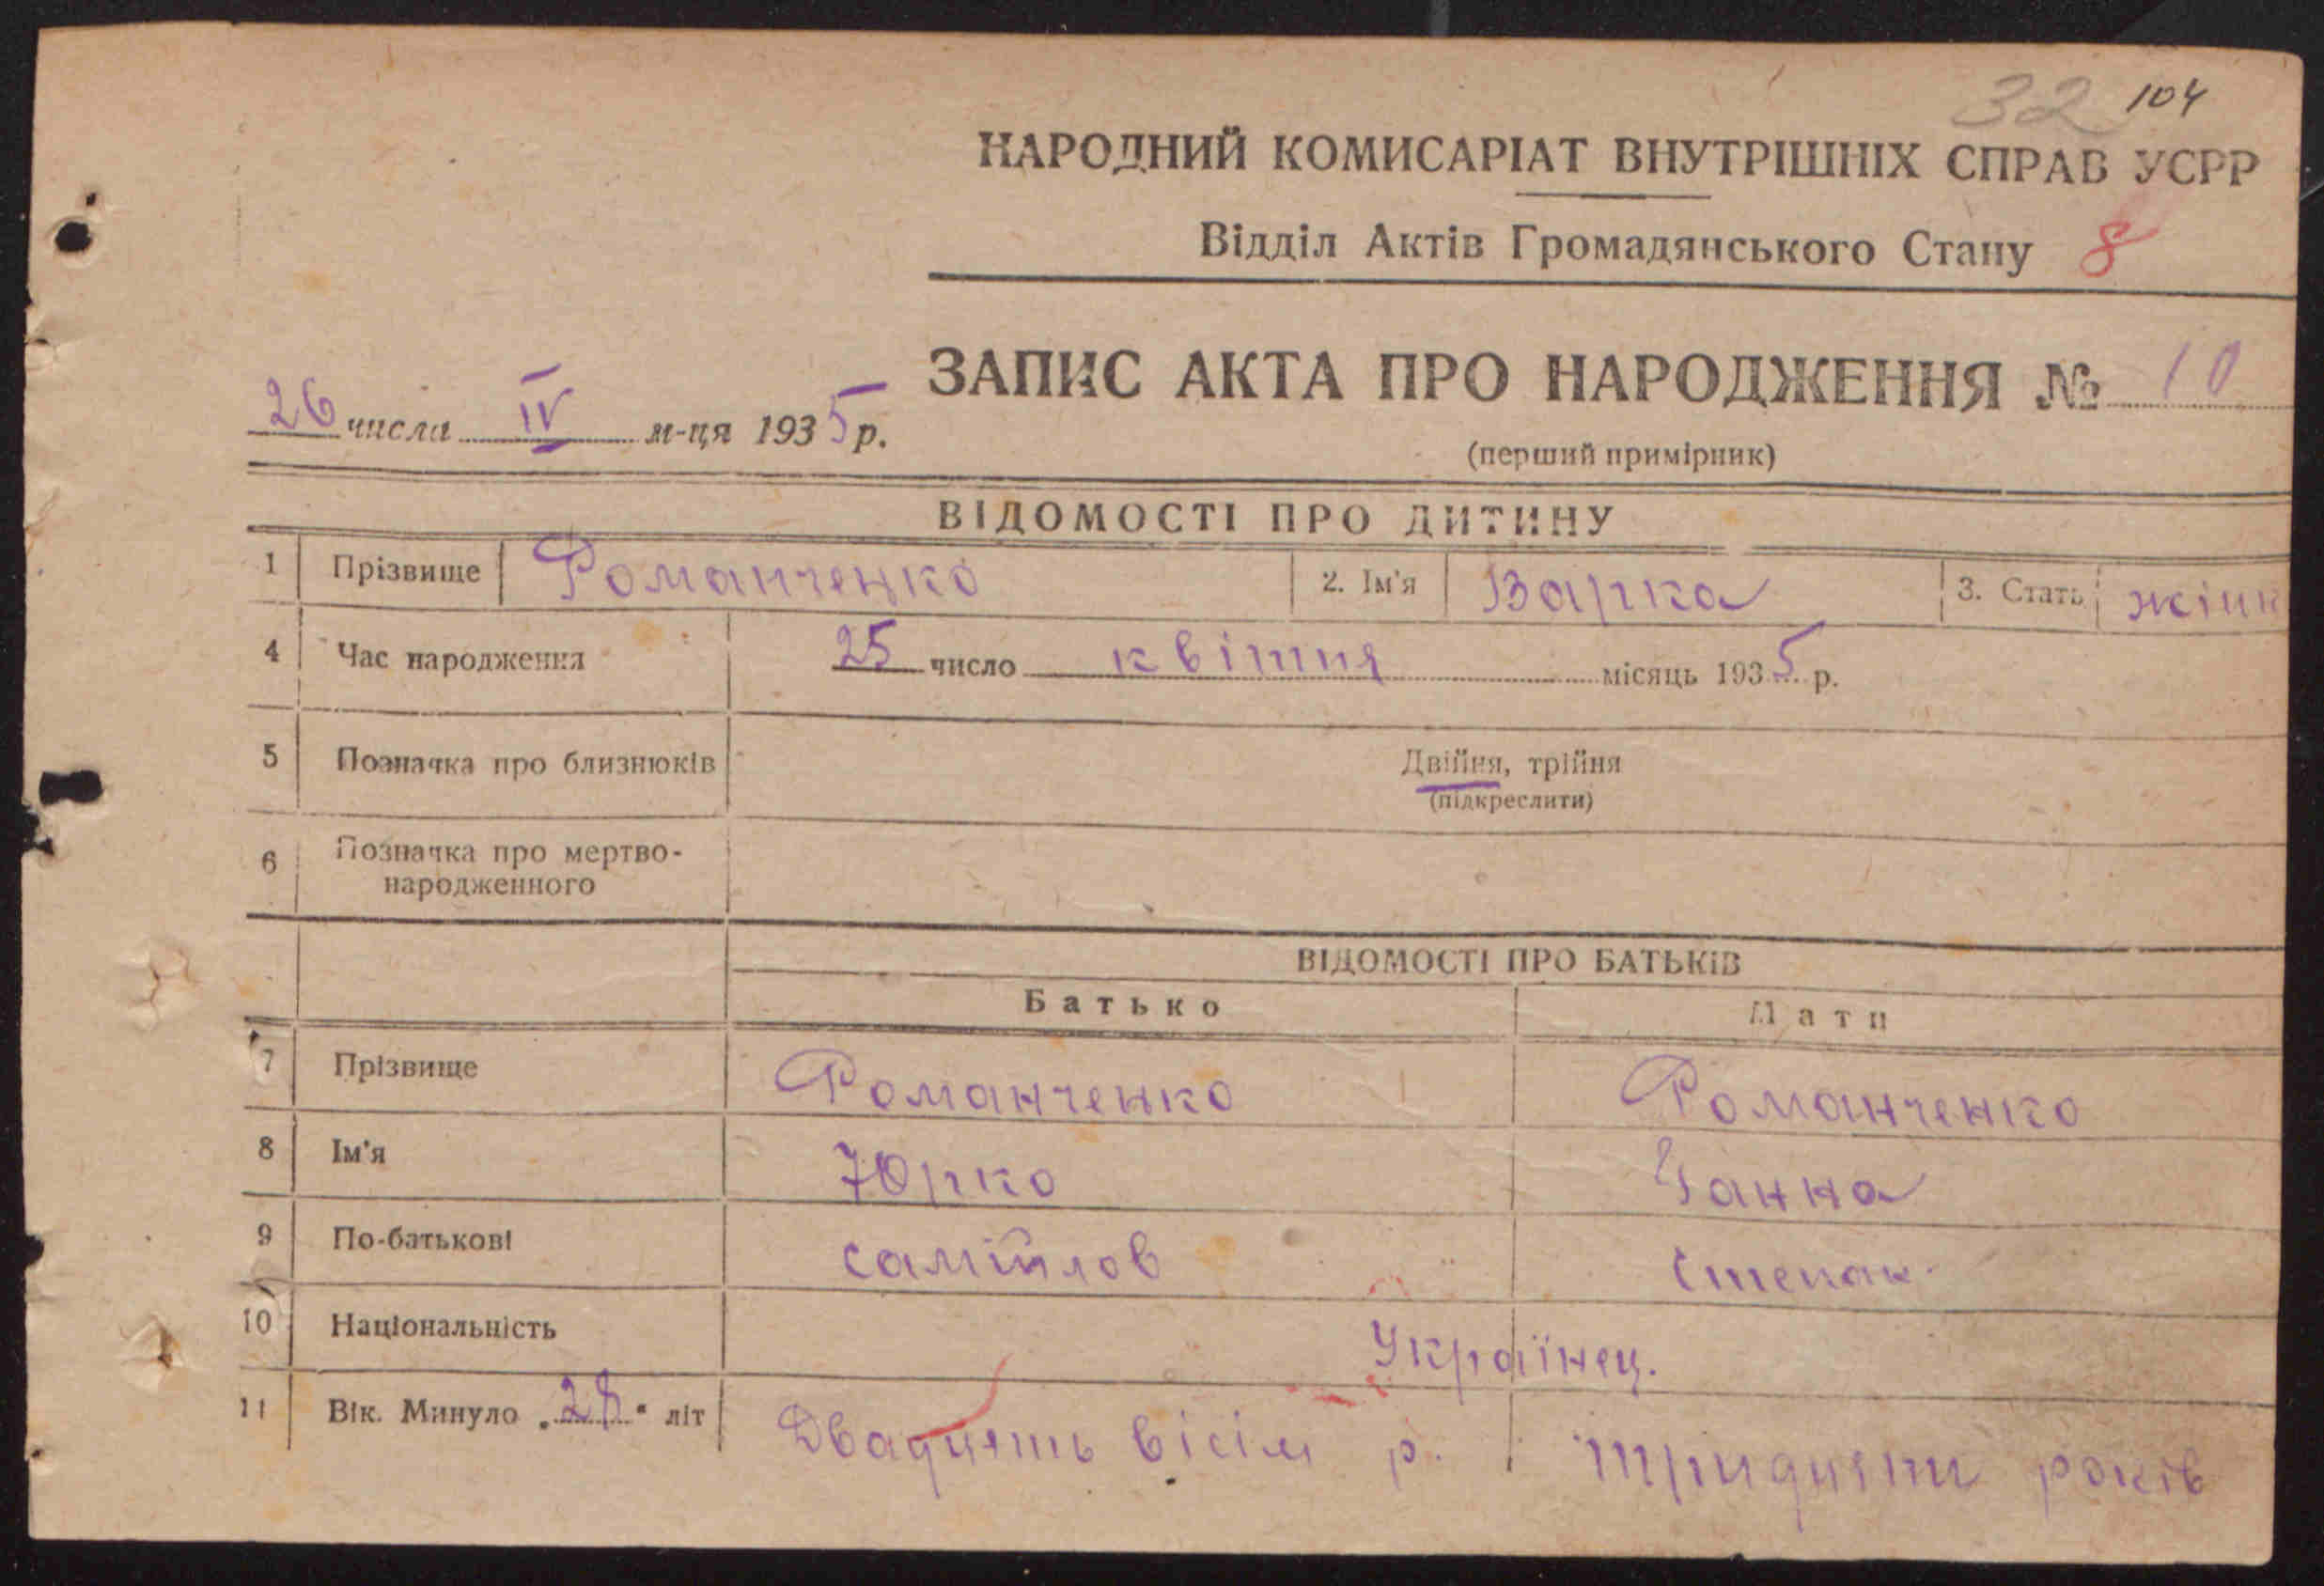 32 104
НАРОДНИЙ КОМИСАРІАТ ВНУТРІШНІХ СПРАВ УСРР
Відділ Актів Громадянського Стану 8
ЗАПИС АКТА ПРО НАРОДЖЕННЯ № 10
26 числа IV м-ця 1935 р.
(перший примірник)
ВІДОМОСТІ ПРО ДИТИНУ
1 Прізвище Романченко 2. Ім'я Варка 3. Стать жінк
4 Час народження 25 число квітня місяць 1935 р.
5 Позначка про близнюків Двійня, трійня
(підкреслити)
6 Позначка про мертво-
народженного
ВІДОМОСТІ ПРО БАТЬКІВ
Батько Мати
7 Прізвище Романченко Романченко
8 Ім'я Юрко Ганна
9 По-батькові Самійлов Степан.
10 Національність Українец.
11 Вік. Минуло „28" літ Двадцять вісім р. тридцяти років